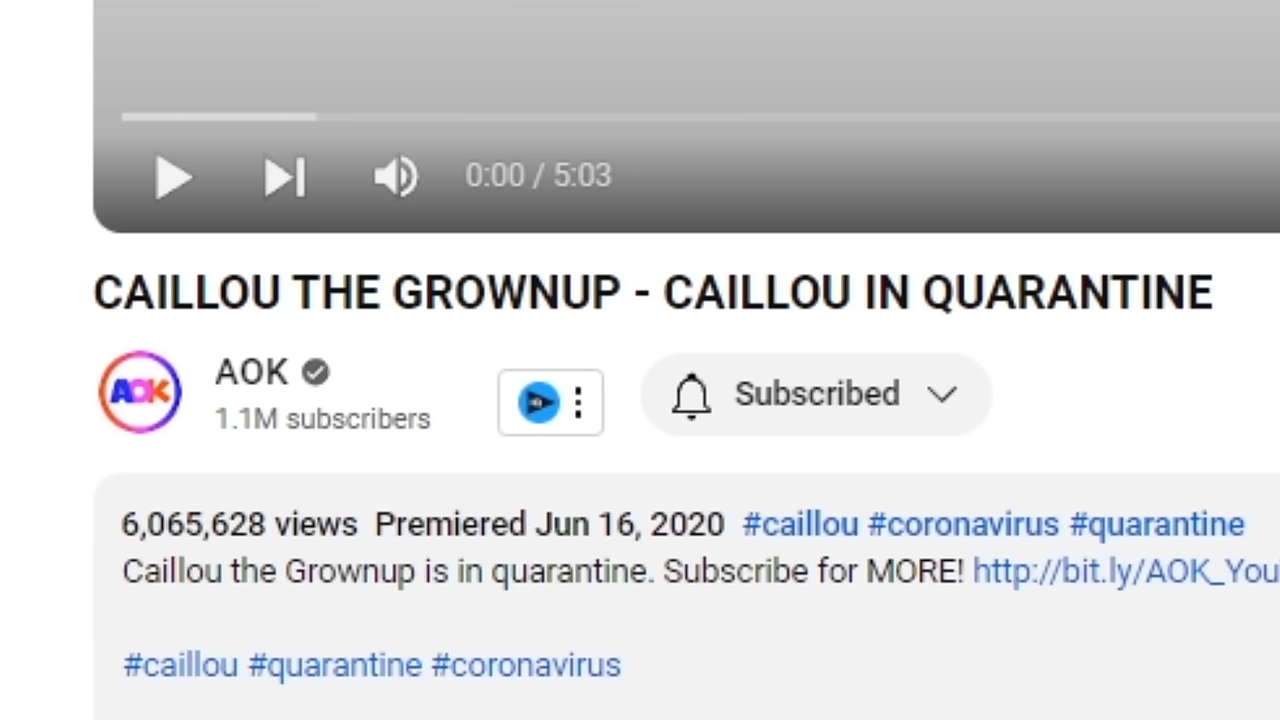 0:00 / 5:03
CAILLOU THE GROWNUP - CAILLOU IN QUARANTINE
AOK
AOK
1.1M subscribers
Subscribed
6,065,628 views Premiered Jun 16, 2020 #caillou #coronavirus #quarantine
Caillou the Grownup is in quarantine. Subscribe for MORE! http://bit.ly/AOK_You
#caillou #quarantine #coronavirus